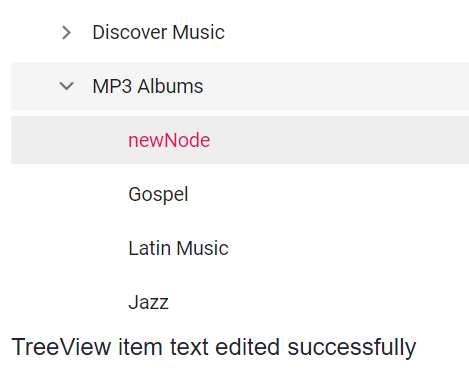 Discover Music
MP3 Albums
newNode
Gospel
Latin Music
Jazz
TreeView item text edited successfully